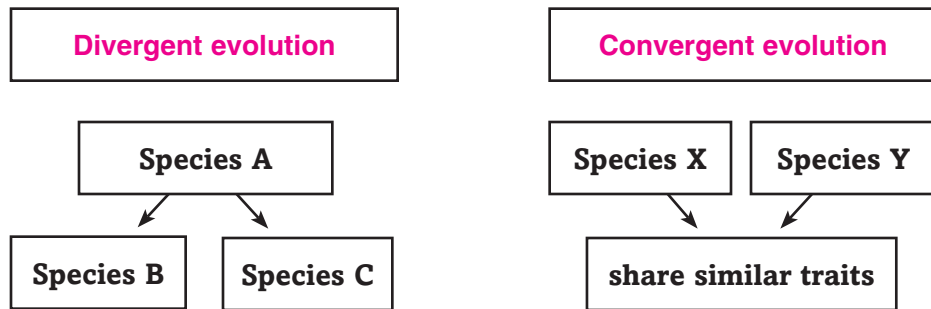 Divergent evolution
Convergent evolution
Species A
Species X
Species Y
Species B
Species C
share similar traits